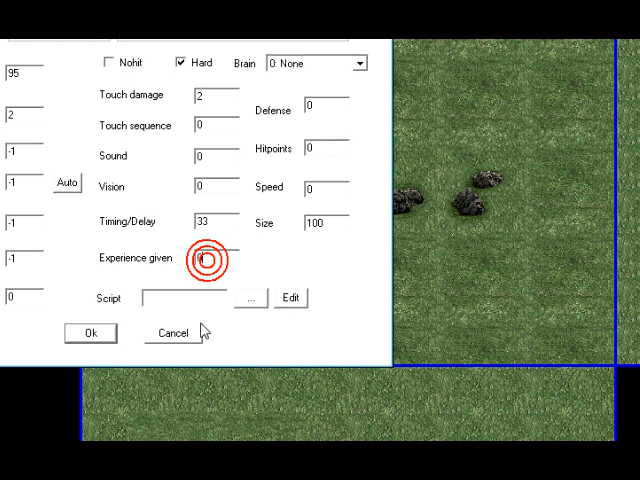 95 Nohit Hard Brain 0: None
Touch damage 2 Defense 0
2 Touch sequence 0
-1 Sound 0 Hitpoints 0
-1 Auto Vision 0 Speed 0
-1 Timing/Delay 33 Size 100
-1 Experience given 0
0 Script ... Edit
Ok Cancel